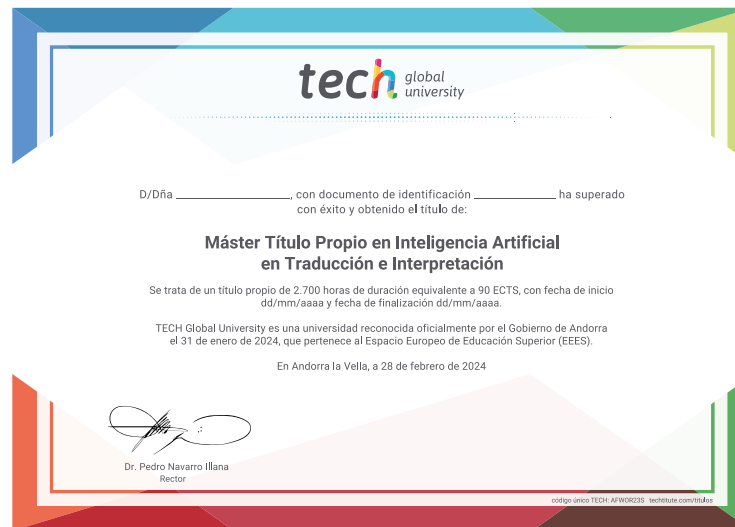 tech global university
D/Dña ____________, con documento de identificación ____________ ha superado
con éxito y obtenido el título de:
Máster Título Propio en Inteligencia Artificial
en Traducción e Interpretación
Se trata de un título propio de 2.700 horas de duración equivalente a 90 ECTS, con fecha de inicio
dd/mm/aaaa y fecha de finalización dd/mm/aaaa.
TECH Global University es una universidad reconocida oficialmente por el Gobierno de Andorra
el 31 de enero de 2024, que pertenece al Espacio Europeo de Educación Superior (EEES).
En Andorra la Vella, a 28 de febrero de 2024
Dr. Pedro Navarro Illana
Rector
código único TECH: AFWOR23S techtitute.com/titulos